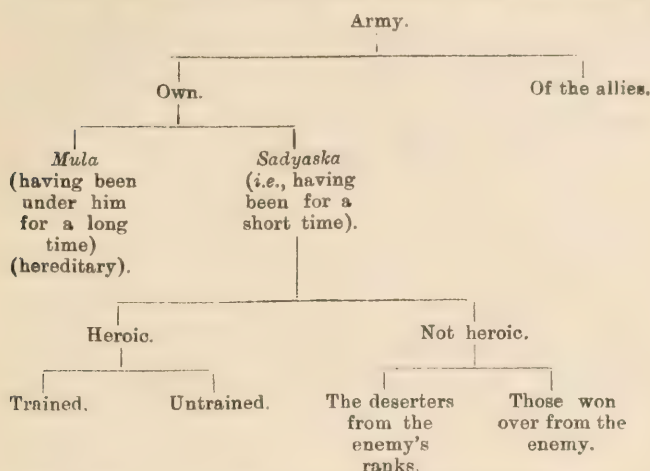 Army.
Own.
Of the allies.
Mula
(having been
under him
for a long
time)
(hereditary).
Sadyaska
(i.e., having
been for a
short time).
Heroic.
Not heroic.
Trained.
Untrained.
The deserters
from the
enemy's
ranks.
Those won
over from the
enemy.